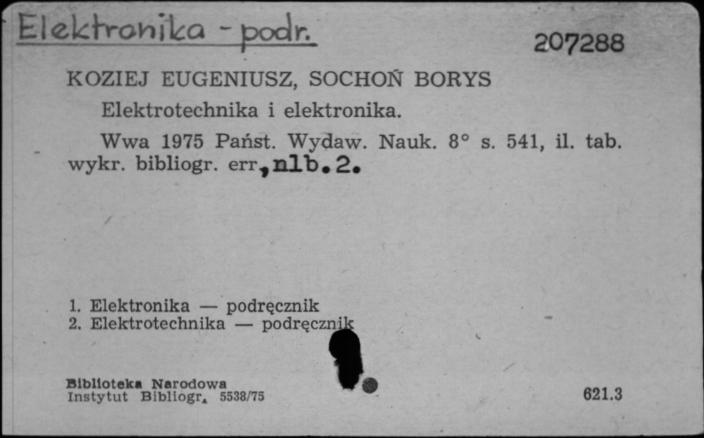 Elektronika - podr.
207288
KOZIEJ EUGENIUSZ, SOCHOŃ BORYS
Elektrotechnika i elektronika.
Wwa 1975 Państ. Wydaw. Nauk. 8° s. 541, il. tab.
wykr. bibliogr. err, nlb.2.
1. Elektronika — podręcznik
2. Elektrotechnika — podręcznik
Biblioteka Narodowa
Instytut Bibliogr. 5538/75
621.3